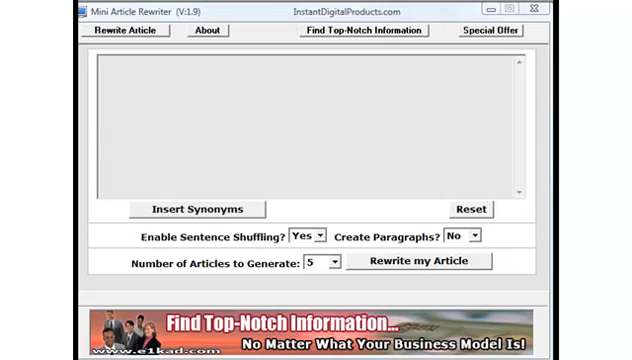 Mini Article Rewriter (V:1.9) InstantDigitalProducts.com
Rewrite Article About Find Top-Notch Information Special Offer
Insert Synonyms Reset
Enable Sentence Shuffling? Yes Create Paragraphs? No
Number of Articles to Generate: 5 Rewrite my Article
Find Top-Notch Information...
No Matter What Your Business Model Is!
www.e1kad.com